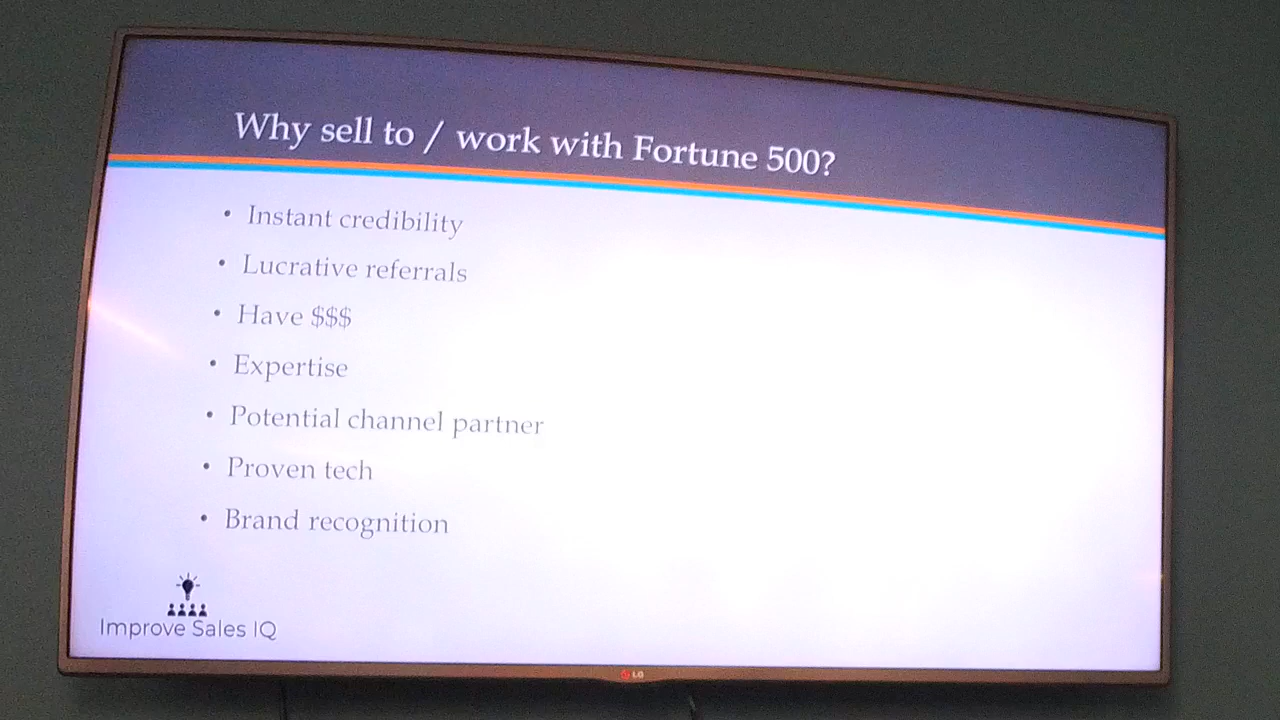 Why sell to / work with Fortune 500?
• Instant credibility
• Lucrative referrals
• Have $$$
• Expertise
• Potential channel partner
• Proven tech
• Brand recognition
Improve Sales IQ
LG